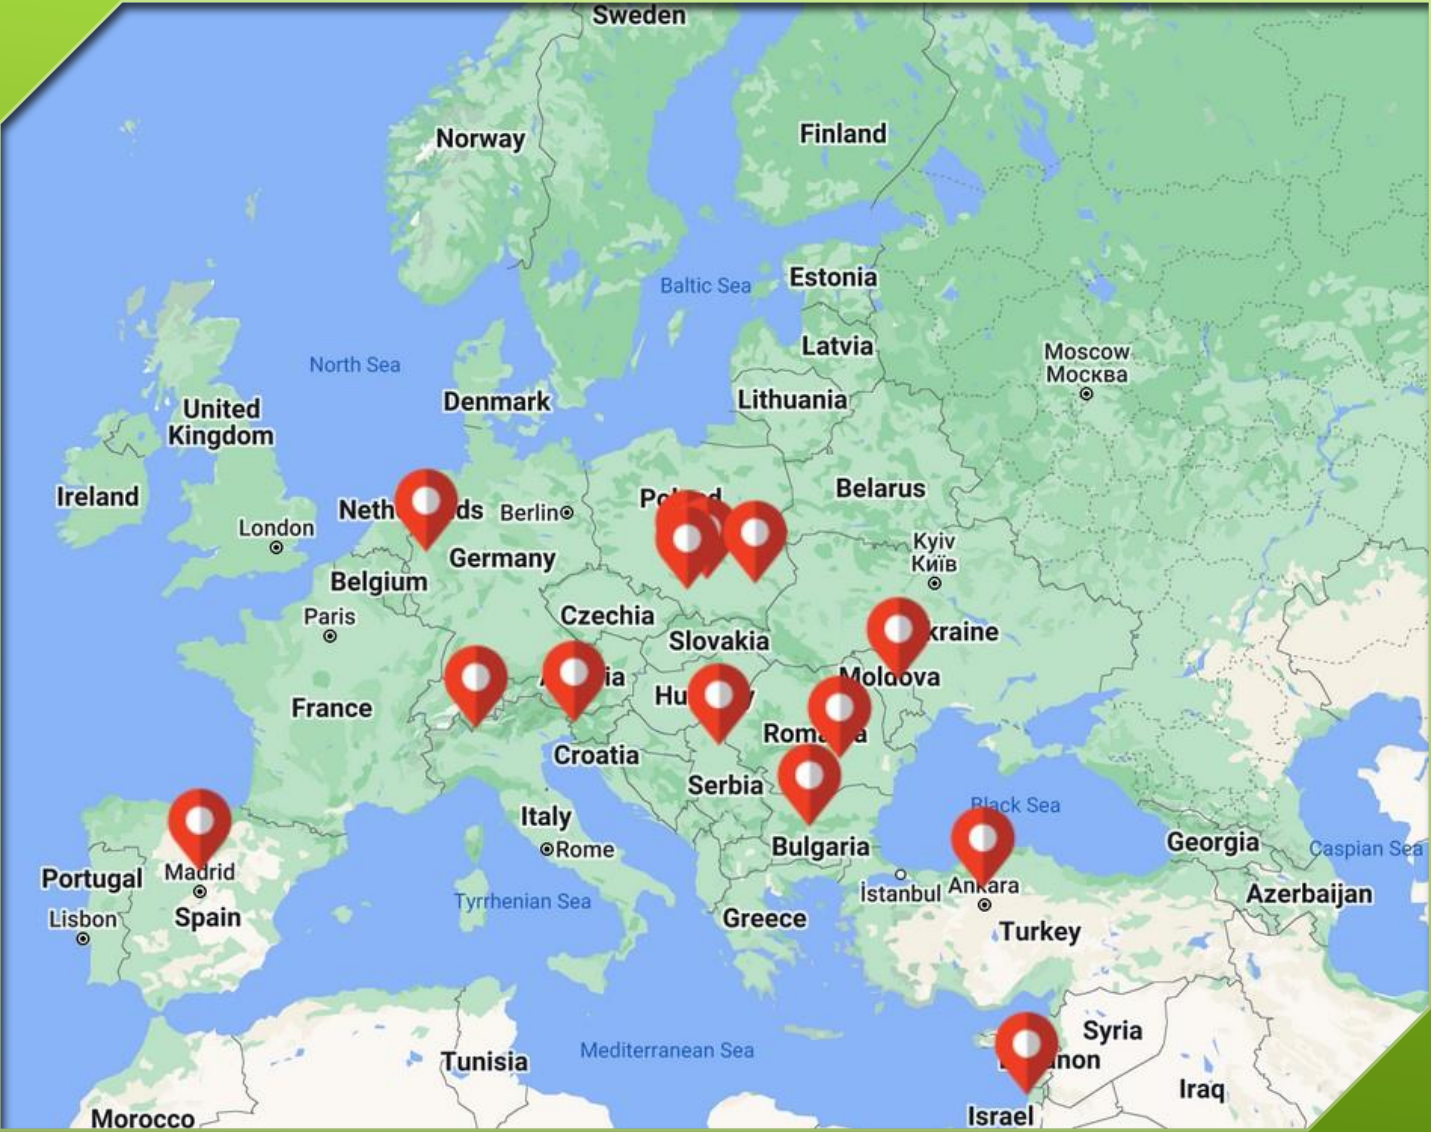 Sweden
Norway
Finland
Estonia
Baltic Sea
Latvia
North Sea
Moscow
Москва
Denmark
Lithuania
United
Kingdom
Ireland
Belarus
Berlin
London
Germany
Kyiv
Київ
Belgium
Paris
Czechia
Slovakia
Moldova
France
Croatia
Serbia
Italy
Rome
Black Sea
Bulgaria
Georgia
Caspian Sea
Madrid
Portugal
Ankara
İstanbul
Azerbaijan
Tyrrhenian Sea
Lisbon
Spain
Greece
Turkey
Syria
Mediterranean Sea
Tunisia
Iraq
Morocco
Israel